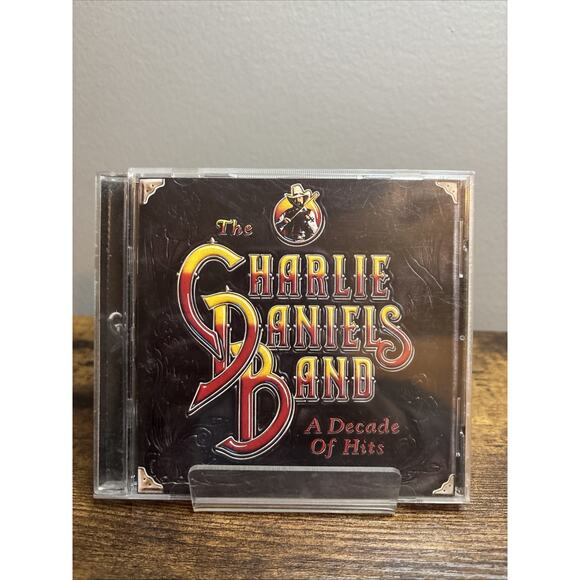 The
CHARLIE
DANIELS
BAND
A Decade
Of Hits